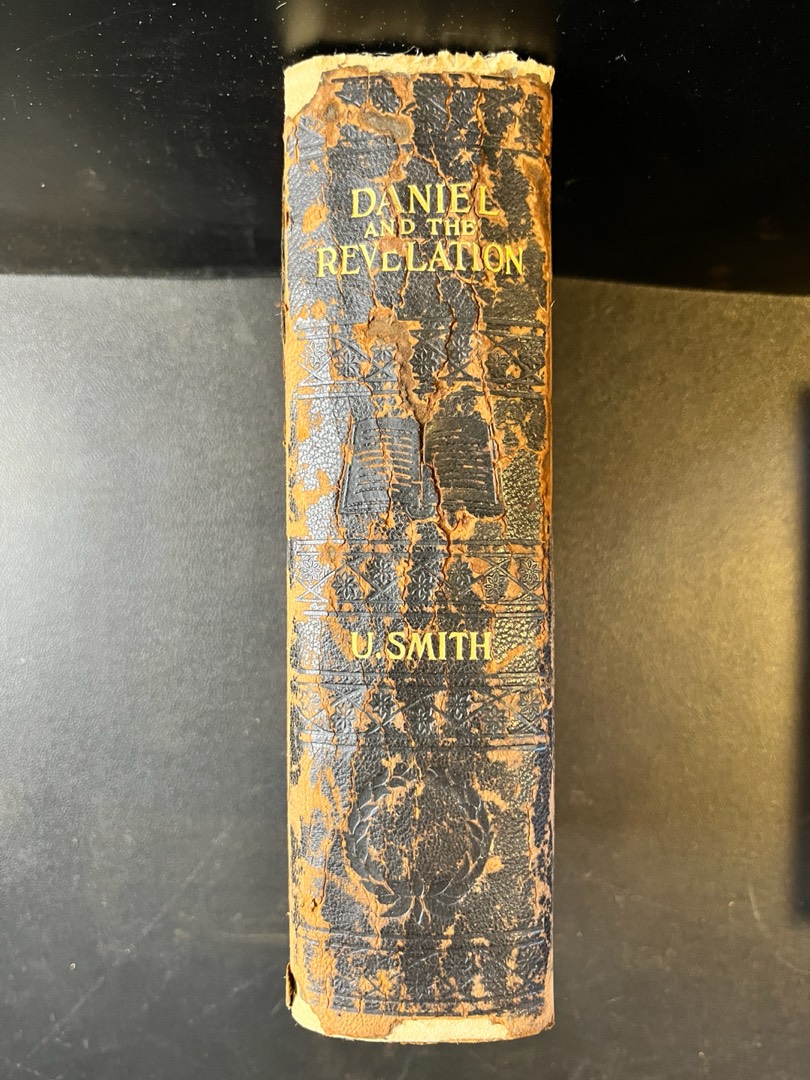 DANIEL
AND THE
REVELATION
U. SMITH